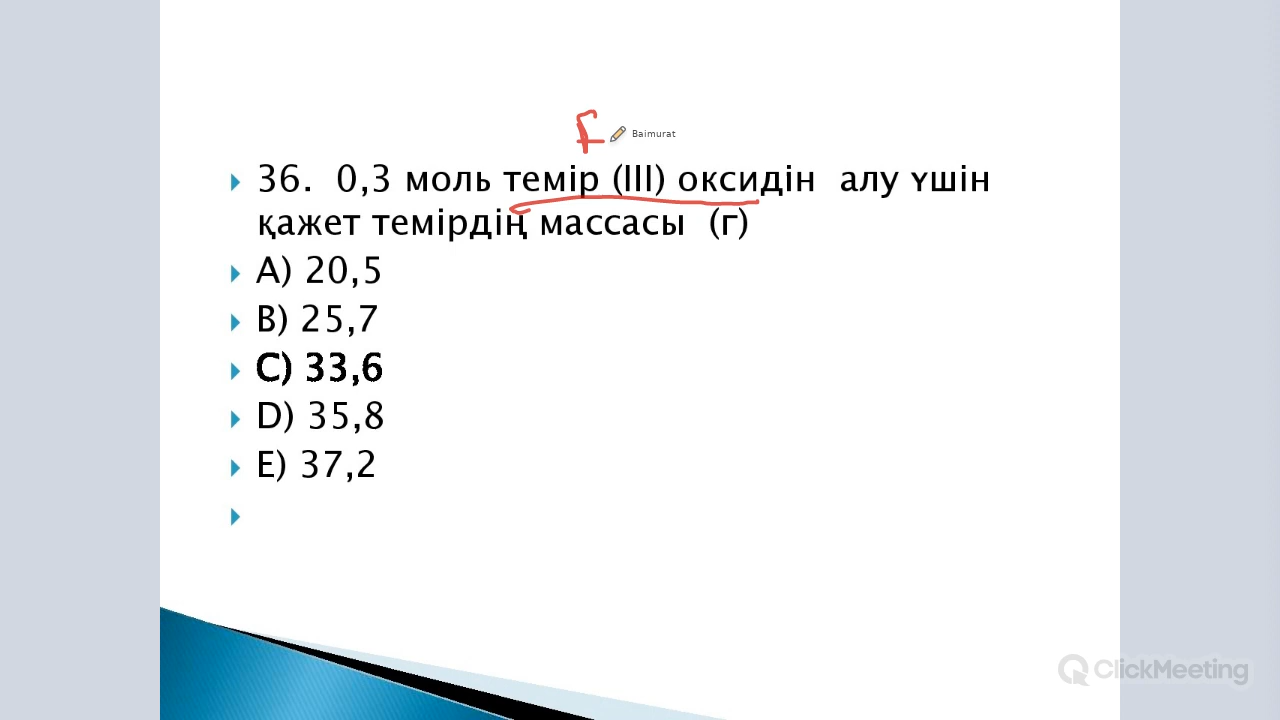 F
Baimurat
36. 0,3 моль темір (III) оксидін алу үшін
қажет темірдің массасы (г)
A) 20,5
B) 25,7
C) 33,6
D) 35,8
E) 37,2
ClickMeeting